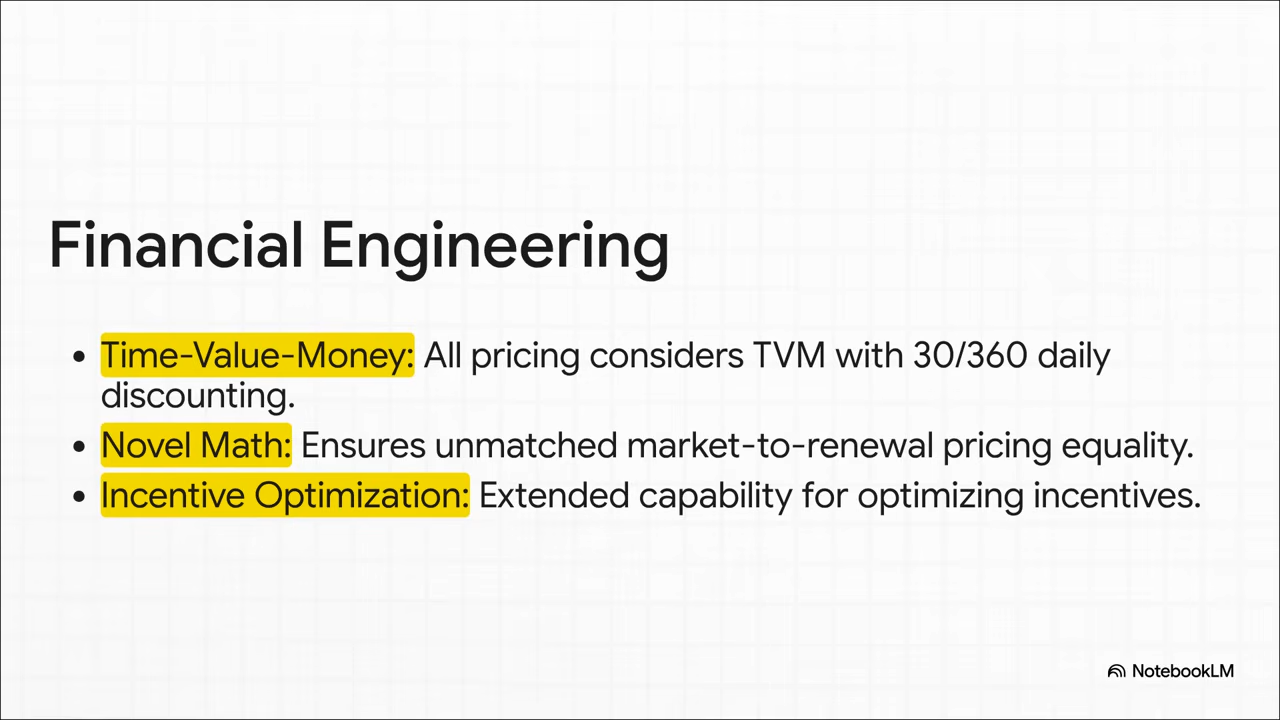 Financial Engineering
• Time-Value-Money: All pricing considers TVM with 30/360 daily
discounting.
• Novel Math: Ensures unmatched market-to-renewal pricing equality.
• Incentive Optimization: Extended capability for optimizing incentives.
NotebookLM